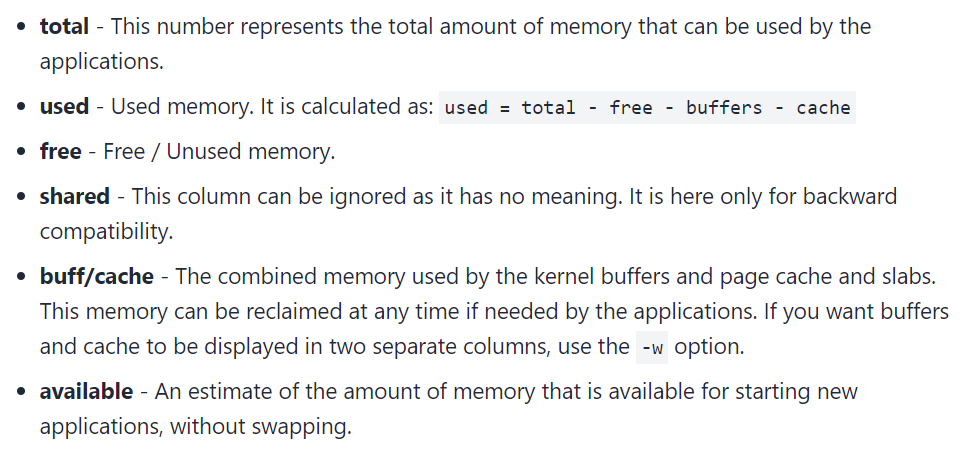 • total - This number represents the total amount of memory that can be used by the
applications.
• used - Used memory. It is calculated as: used = total - free - buffers - cache
• free - Free / Unused memory.
• shared - This column can be ignored as it has no meaning. It is here only for backward
compatibility.
• buff/cache - The combined memory used by the kernel buffers and page cache and slabs.
This memory can be reclaimed at any time if needed by the applications. If you want buffers
and cache to be displayed in two separate columns, use the -w option.
• available - An estimate of the amount of memory that is available for starting new
applications, without swapping.